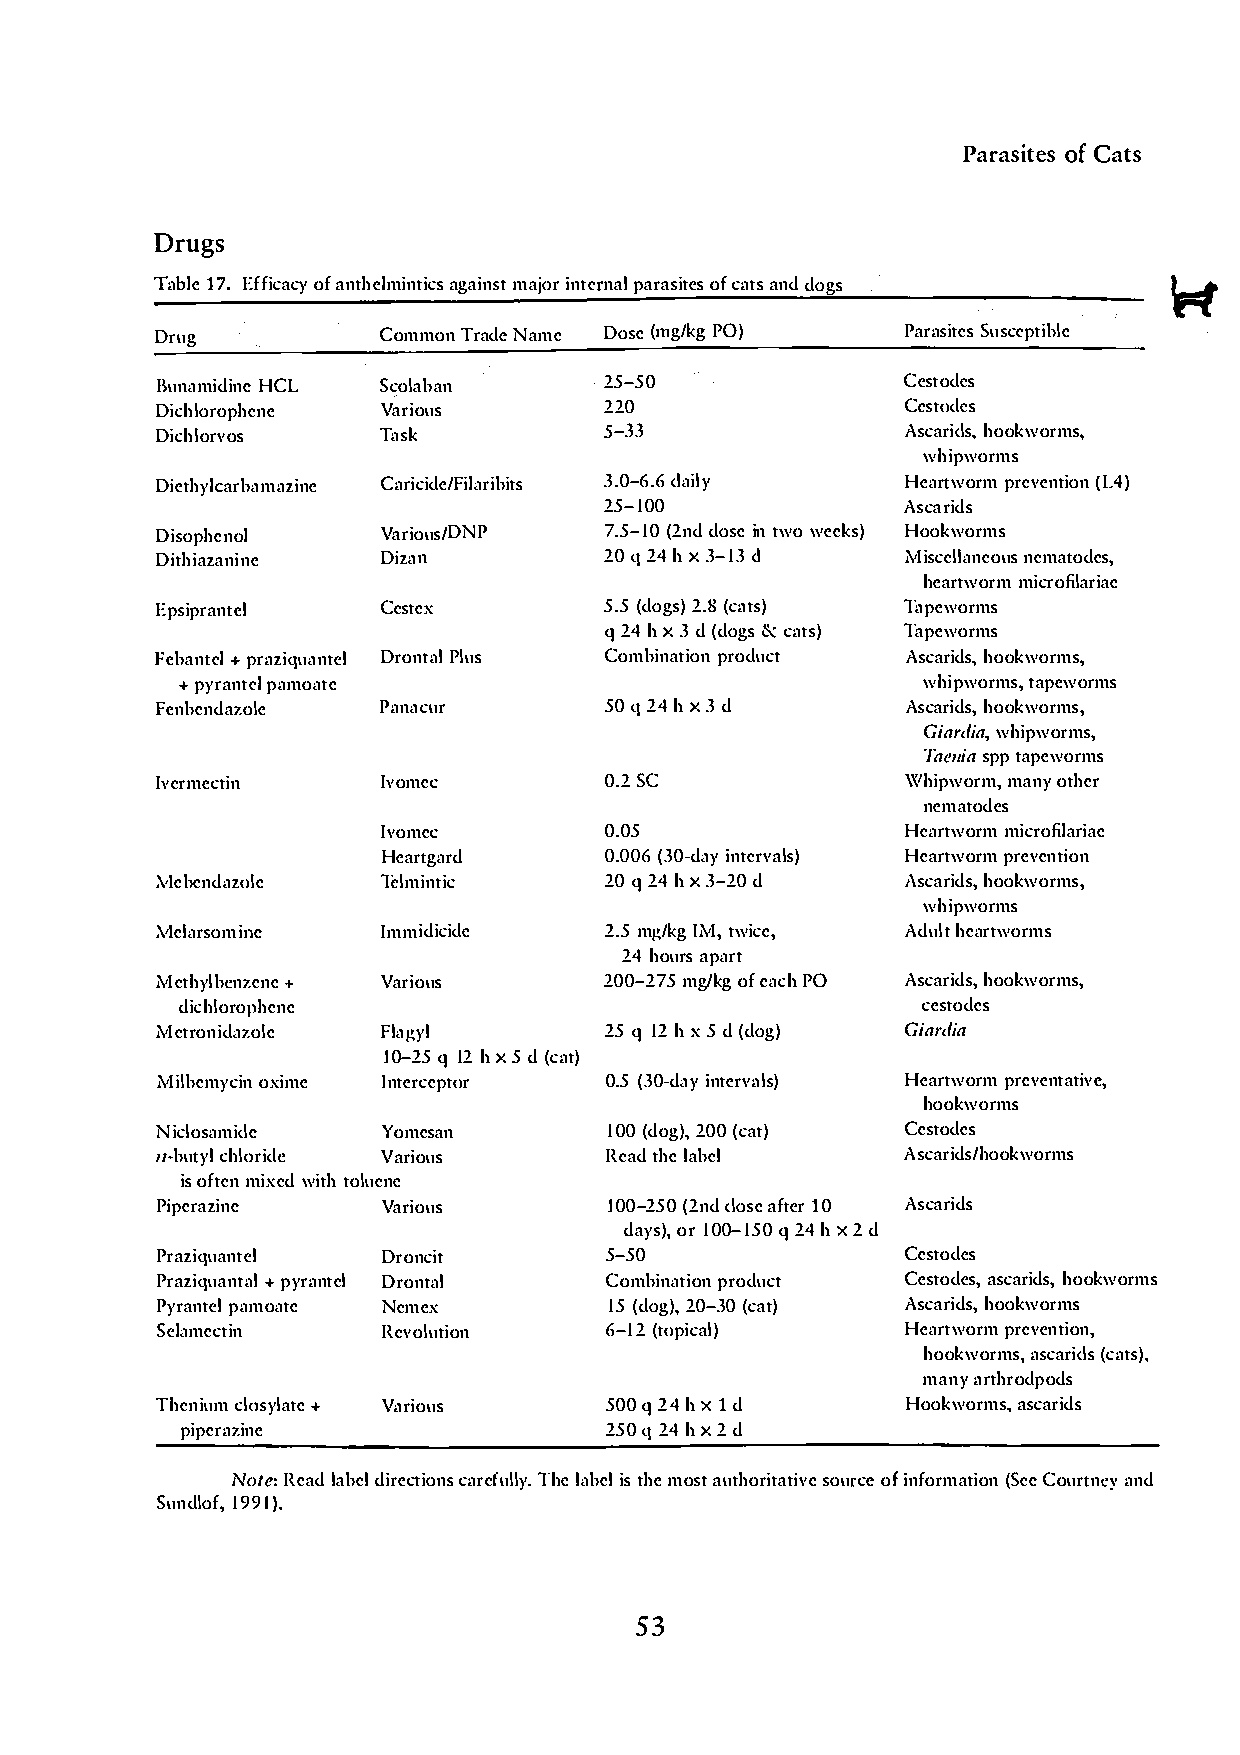 Parasites of Cats
Drugs
Table 17. Efficacy of anthelmintics against major internal parasites of cats and dogs
Drug Common Trade Name Dose (mg/kg PO) Parasites Susceptible
Bunamidine HCL Scolaban 25–50 Cestodes
Dichlorophene Various 220 Cestodes
Dichlorvos Task 5–33 Ascarids, hookworms,
whipworms
Diethylcarbamazine Caricide/Filaribits 3.0–6.6 daily Heartworm prevention (L4)
25–100 Ascarids
Disophenol Various/DNP 7.5–10 (2nd dose in two weeks) Hookworms
Dithiazanine Dizan 20 q 24 h × 3–13 d Miscellaneous nematodes,
heartworm microfilariae
Epsiprantel Cestex 5.5 (dogs) 2.8 (cats) Tapeworms
q 24 h × 3 d (dogs & cats) Tapeworms
Febantel + praziquantel Drontal Plus Combination product Ascarids, hookworms,
+ pyrantel pamoate whipworms, tapeworms
Fenbendazole Panacur 50 q 24 h × 3 d Ascarids, hookworms,
Giardia, whipworms,
Taenia spp tapeworms
Ivermectin Ivomec 0.2 SC Whipworm, many other
nematodes
Ivomec 0.05 Heartworm microfilariae
Heartgard 0.006 (30-day intervals) Heartworm prevention
Mebendazole Telmintic 20 q 24 h × 3–20 d Ascarids, hookworms,
whipworms
Melarsomine Immidicide 2.5 mg/kg IM, twice, Adult heartworms
24 hours apart
Methylbenzene + Various 200–275 mg/kg of each PO Ascarids, hookworms,
dichlorophene cestodes
Metronidazole Flagyl 25 q 12 h x 5 d (dog) Giardia
10–25 q 12 h × 5 d (cat)
Milbemycin oxime Interceptor 0.5 (30-day intervals) Heartworm preventative,
hookworms
Niclosamide Yomesan 100 (dog), 200 (cat) Cestodes
n-butyl chloride Various Read the label Ascarids/hookworms
is often mixed with toluene
Piperazine Various 100–250 (2nd dose after 10 Ascarids
days), or 100–150 q 24 h × 2 d
Praziquantel Droncit 5–50 Cestodes
Praziquantal + pyrantel Drontal Combination product Cestodes, ascarids, hookworms
Pyrantel pamoate Nemex 15 (dog), 20–30 (cat) Ascarids, hookworms
Selamectin Revolution 6–12 (topical) Heartworm prevention,
hookworms, ascarids (cats),
many arthrodpods
Thenium closylate + Various 500 q 24 h × 1 d Hookworms, ascarids
piperazine 250 q 24 h × 2 d
Note: Read label directions carefully. The label is the most authoritative source of information (See Courtney and
Sundlof, 1991).
53